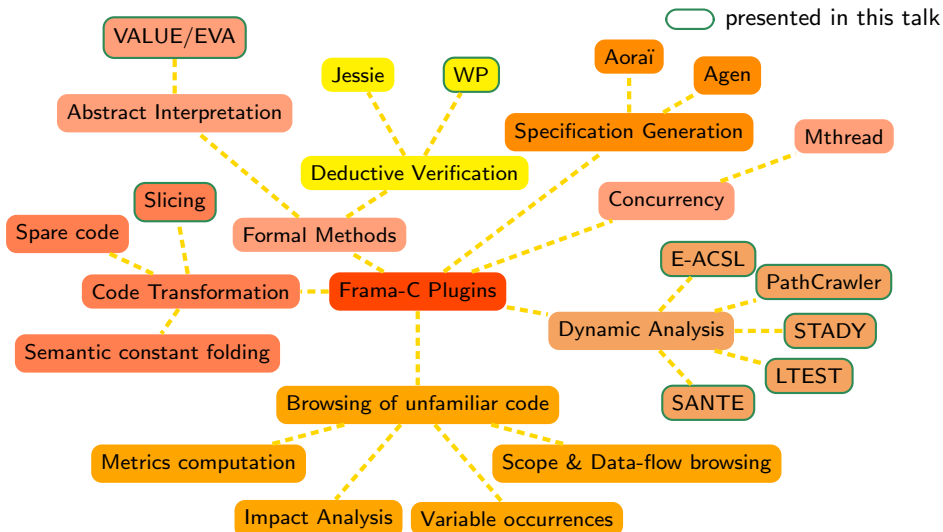 presented in this talk
VALUE/EVA
Aoraï
Jessie
WP
Agen
Abstract Interpretation
Specification Generation
Mthread
Deductive Verification
Slicing
Concurrency
Spare code
Formal Methods
E-ACSL
PathCrawler
Code Transformation
Frama-C Plugins
Dynamic Analysis
STADY
Semantic constant folding
LTEST
Browsing of unfamiliar code
SANTE
Metrics computation
Scope & Data-flow browsing
Impact Analysis
Variable occurrences